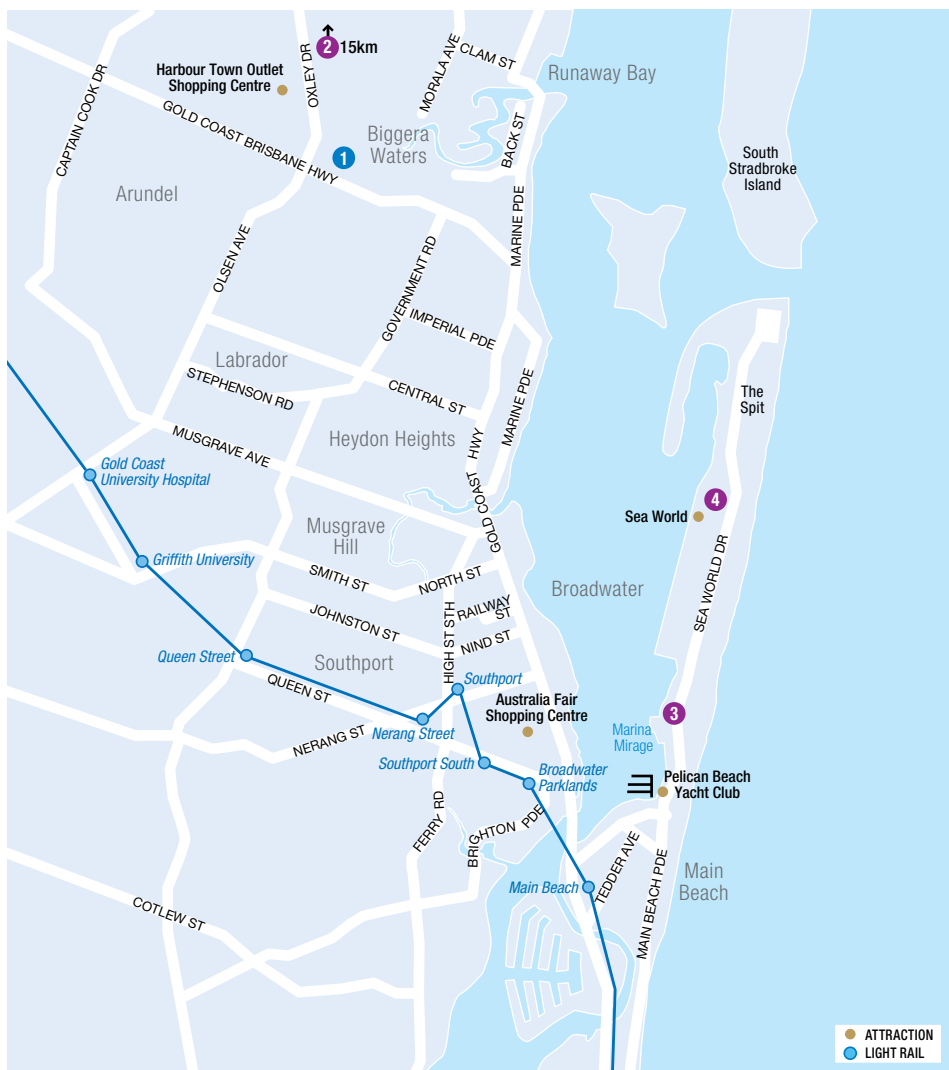 2 15km
Harbour Town Outlet
Shopping Centre
OXLEY DR
MORALA AVE
CLAM ST
Runaway Bay
CAPTAIN COOK DR
GOLD COAST BRISBANE HWY
Biggera
Waters
BACK ST
1
South
Stradbroke
Island
Arundel
MARINE PDE
OLSEN AVE
GOVERNMENT RD
IMPERIAL PDE
Labrador
STEPHENSON RD
CENTRAL ST
MARINE PDE
The
Spit
MUSGRAVE AVE
Heydon Heights
GOLD COAST HWY
Gold Coast
University Hospital
4
Sea World
Musgrave
Hill
Griffith University
SMITH ST
NORTH ST
Broadwater
SEA WORLD DR
JOHNSTON ST
HIGH ST STH
RAILWAY
ST
NIND ST
Queen Street
Southport
QUEEN ST
Southport
Australia Fair
Shopping Centre
3
NERANG ST
Nerang Street
Marina
Mirage
Southport South
Broadwater
Parklands
Pelican Beach
Yacht Club
FERRY RD
BRIGHTON PDE
TEDDER AVE
Main
Beach
Main Beach
MAIN BEACH PDE
COTLEW ST
ATTRACTION
LIGHT RAIL